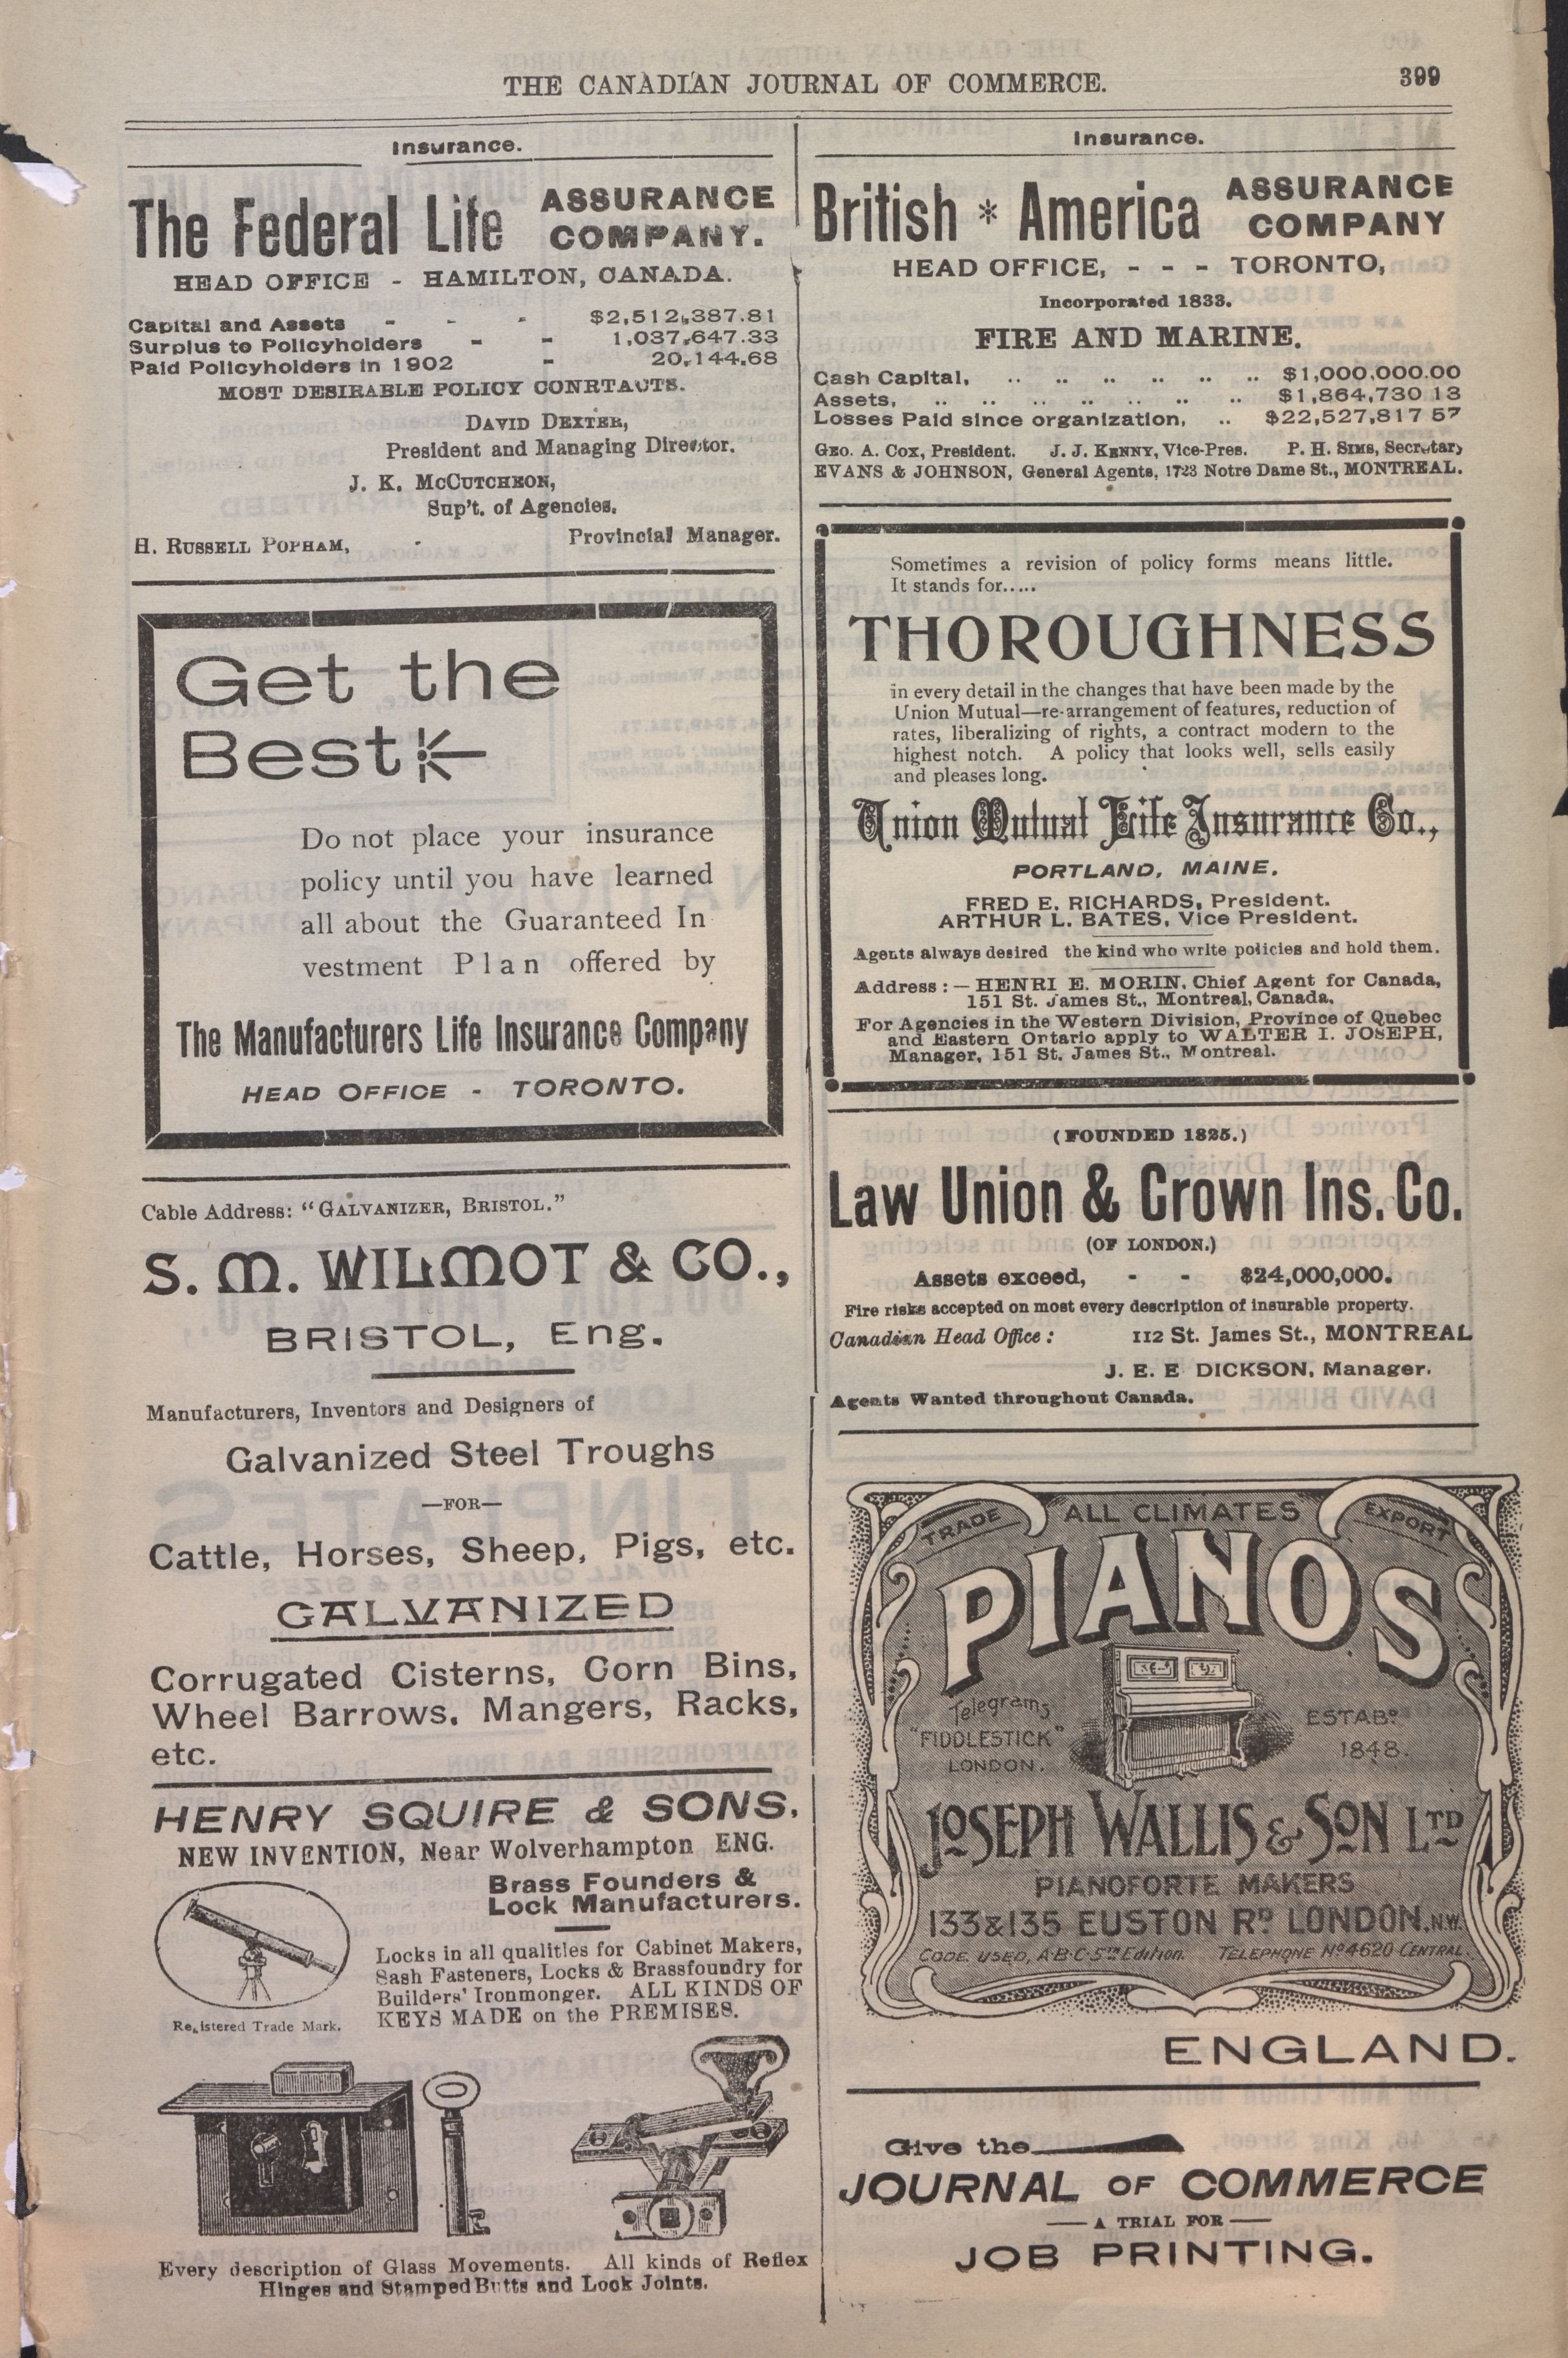 THE CANADIAN JOURNAL OF COMMERCE.
399
Insurance.
The Federal Life ASSURANCE COMPANY.
HEAD OFFICE - HAMILTON, CANADA.
Capital and Assets - - - $2,512,387.81
Surplus to Policyholders - - 1,037,647.33
Paid Policyholders in 1902 - 20,144.68
MOST DESIRABLE POLICY CONRTACTS.
DAVID DEXTER,
President and Managing Director.
J. K. McCUTCHEON,
Sup't. of Agencies.
H. RUSSELL POPHAM, - Provincial Manager.
Get the
Best
Do not place your insurance
policy until you have learned
all about the Guaranteed In
vestment Plan offered by
The Manufacturers Life Insurance Company
HEAD OFFICE - TORONTO.
Cable Address: "GALVANIZER, BRISTOL."
S. M. WILMOT & CO.,
BRISTOL, Eng.
Manufacturers, Inventors and Designers of
Galvanized Steel Troughs
—FOR—
Cattle, Horses, Sheep, Pigs, etc.
GALVANIZED
Corrugated Cisterns, Corn Bins,
Wheel Barrows, Mangers, Racks,
etc.
HENRY SQUIRE & SONS,
NEW INVENTION, Near Wolverhampton ENG.
Brass Founders &
Lock Manufacturers.
Locks in all qualities for Cabinet Makers,
Sash Fasteners, Locks & Brassfoundry for
Builders' Ironmonger. ALL KINDS OF
KEYS MADE on the PREMISES.
Registered Trade Mark.
Every description of Glass Movements. All kinds of Reflex
Hinges and Stamped Butts and Lock Joints.
Insurance.
British * America ASSURANCE COMPANY
HEAD OFFICE, - - - TORONTO,
Incorporated 1833.
FIRE AND MARINE.
Cash Capital, .. .. .. .. .. .. $1,000,000.00
Assets, .. .. .. .. .. .. .. $1,864,730 13
Losses Paid since organization, .. $22,527,817 57
GEO. A. COX, President. J. J. KENNY, Vice-Pres. P. H. SIMS, Secretary
EVANS & JOHNSON, General Agents, 1723 Notre Dame St., MONTREAL.
Sometimes a revision of policy forms means little.
It stands for.....
THOROUGHNESS
in every detail in the changes that have been made by the
Union Mutual—re-arrangement of features, reduction of
rates, liberalizing of rights, a contract modern to the
highest notch. A policy that looks well, sells easily
and pleases long.
Union Mutual Life Insurance Co.,
PORTLAND, MAINE.
FRED E. RICHARDS, President.
ARTHUR L. BATES, Vice President.
Agents always desired the kind who write policies and hold them.
Address:—HENRI E. MORIN, Chief Agent for Canada,
151 St. James St., Montreal, Canada,
For Agencies in the Western Division, Province of Quebec
and Eastern Ontario apply to WALTER I. JOSEPH,
Manager, 151 St. James St., Montreal.
(FOUNDED 1825.)
Law Union & Crown Ins. Co.
(OF LONDON.)
Assets exceed, - - $24,000,000.
Fire risks accepted on most every description of insurable property.
Canadian Head Office: 112 St. James St., MONTREAL
J. E. E DICKSON, Manager.
Agents Wanted throughout Canada.
TRADE ALL CLIMATES EXPORT
PIANOS
Telegrams
"FIDDLESTICK"
LONDON.
ESTABD.
1848.
JOSEPH WALLIS & SON LTD
PIANOFORTE MAKERS
133 & 135 EUSTON RD LONDON. N.W.
CODE USED, A·B·C·5TH Edition. TELEPHONE No 4620 CENTRAL.
ENGLAND.
Give the
JOURNAL OF COMMERCE
— A TRIAL FOR —
JOB PRINTING.